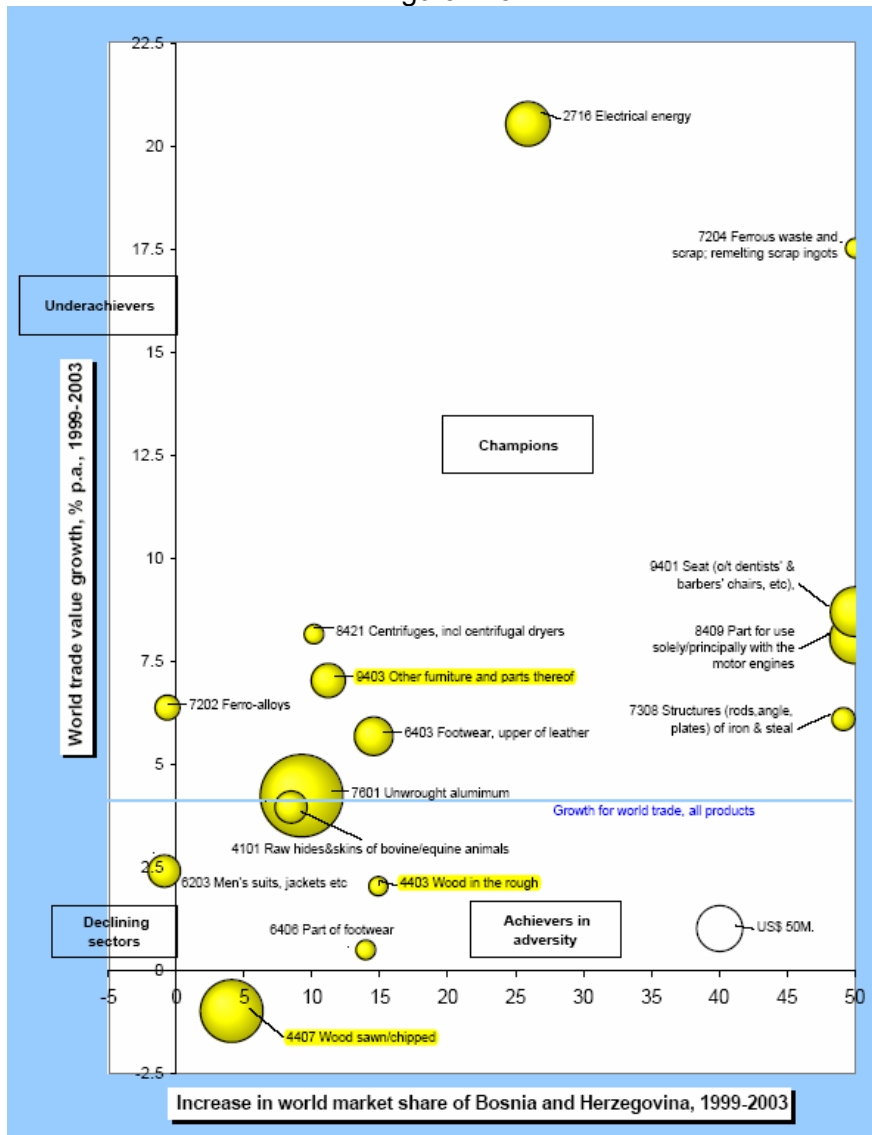 22.5
2716 Electrical energy
20
7204 Ferrous waste and
scrap; remelting scrap ingots
17.5
Underachievers
15
World trade value growth, % p.a., 1999-2003
Champions
12.5
10
9401 Seat (o/t dentists' &
barbers' chairs, etc),
8421 Centrifuges, incl centrifugal dryers
8409 Part for use
solely/principally with the
motor engines
7.5
9403 Other furniture and parts thereof
7202 Ferro-alloys
7308 Structures (rods,angle,
plates) of iron & steal
6403 Footwear, upper of leather
5
7601 Unwrought alumimum
Growth for world trade, all products
4101 Raw hides&skins of bovine/equine animals
2.5
6203 Men's suits, jackets etc
4403 Wood in the rough
Declining
sectors
6406 Part of footwear
Achievers in
adversity
US$ 50M.
0
-5 0 5 10 15 20 25 30 35 40 45 50
4407 Wood sawn/chipped
-2.5
Increase in world market share of Bosnia and Herzegovina, 1999-2003